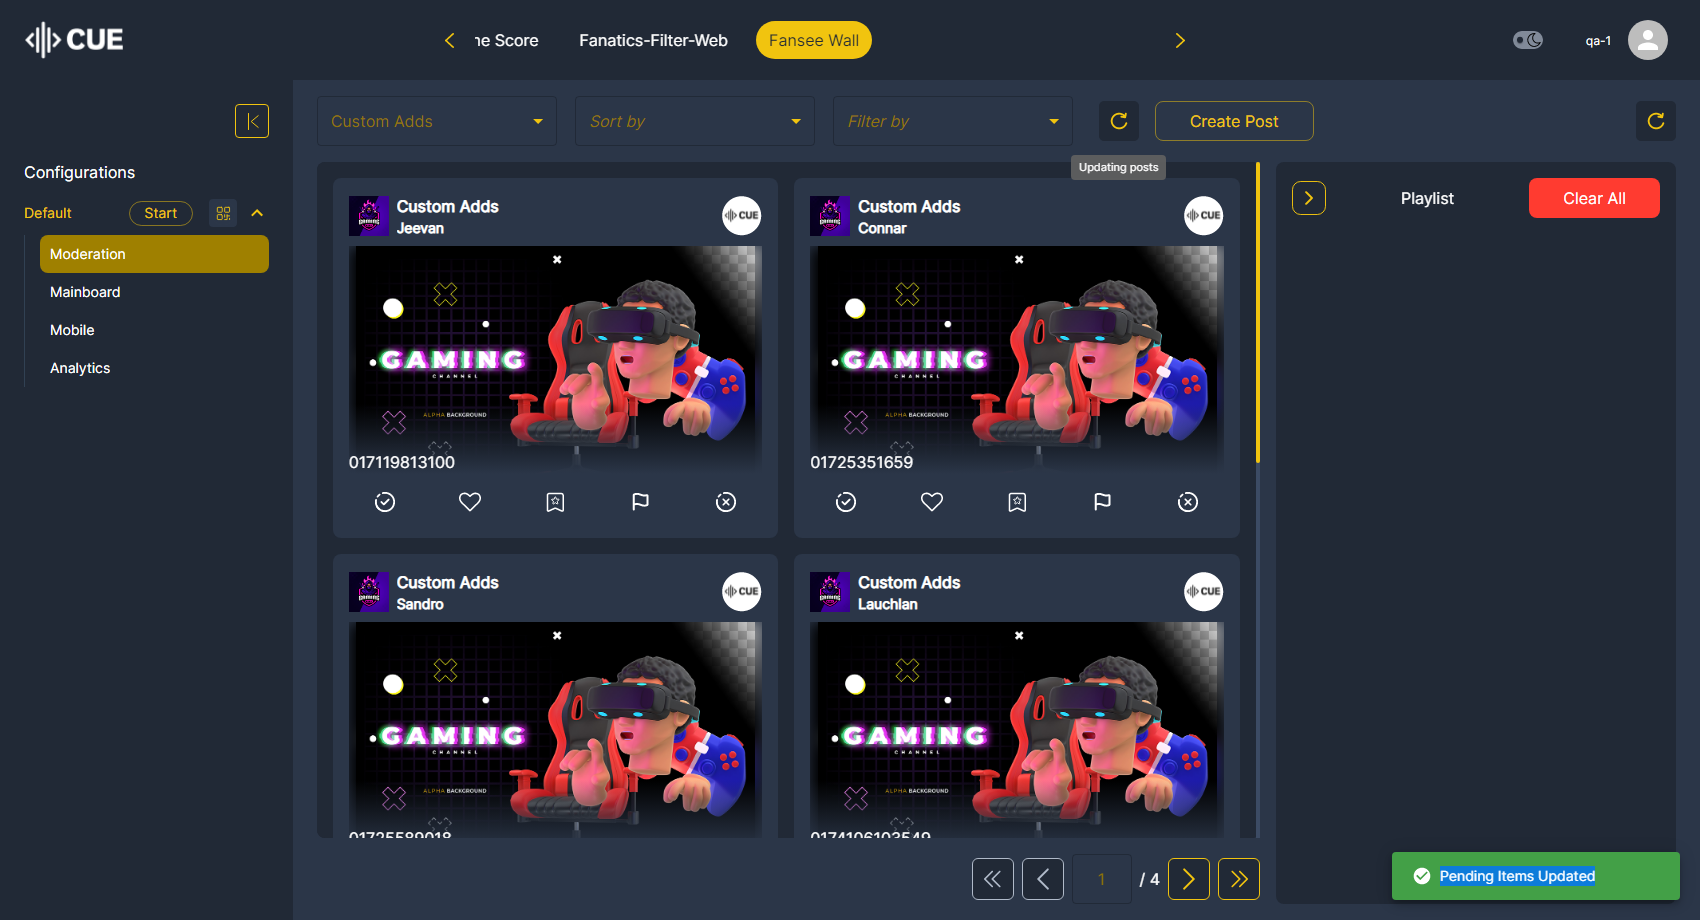 CUE
ne Score
Fanatics-Filter-Web
Fansee Wall
qa-1
Custom Adds
Sort by
Filter by
Create Post
Updating posts
Configurations
Default
Start
Moderation
Mainboard
Mobile
Analytics
Custom Adds
Jeevan
CUE
GAMING
CHANNEL
ALPHA BACKGROUND
017119813100
Custom Adds
Connar
CUE
GAMING
CHANNEL
ALPHA BACKGROUND
01725351659
Custom Adds
Sandro
CUE
GAMING
CHANNEL
ALPHA BACKGROUND
01725589018
Custom Adds
Lauchlan
CUE
GAMING
CHANNEL
ALPHA BACKGROUND
0174106103549
Playlist
Clear All
1
/ 4
Pending Items Updated